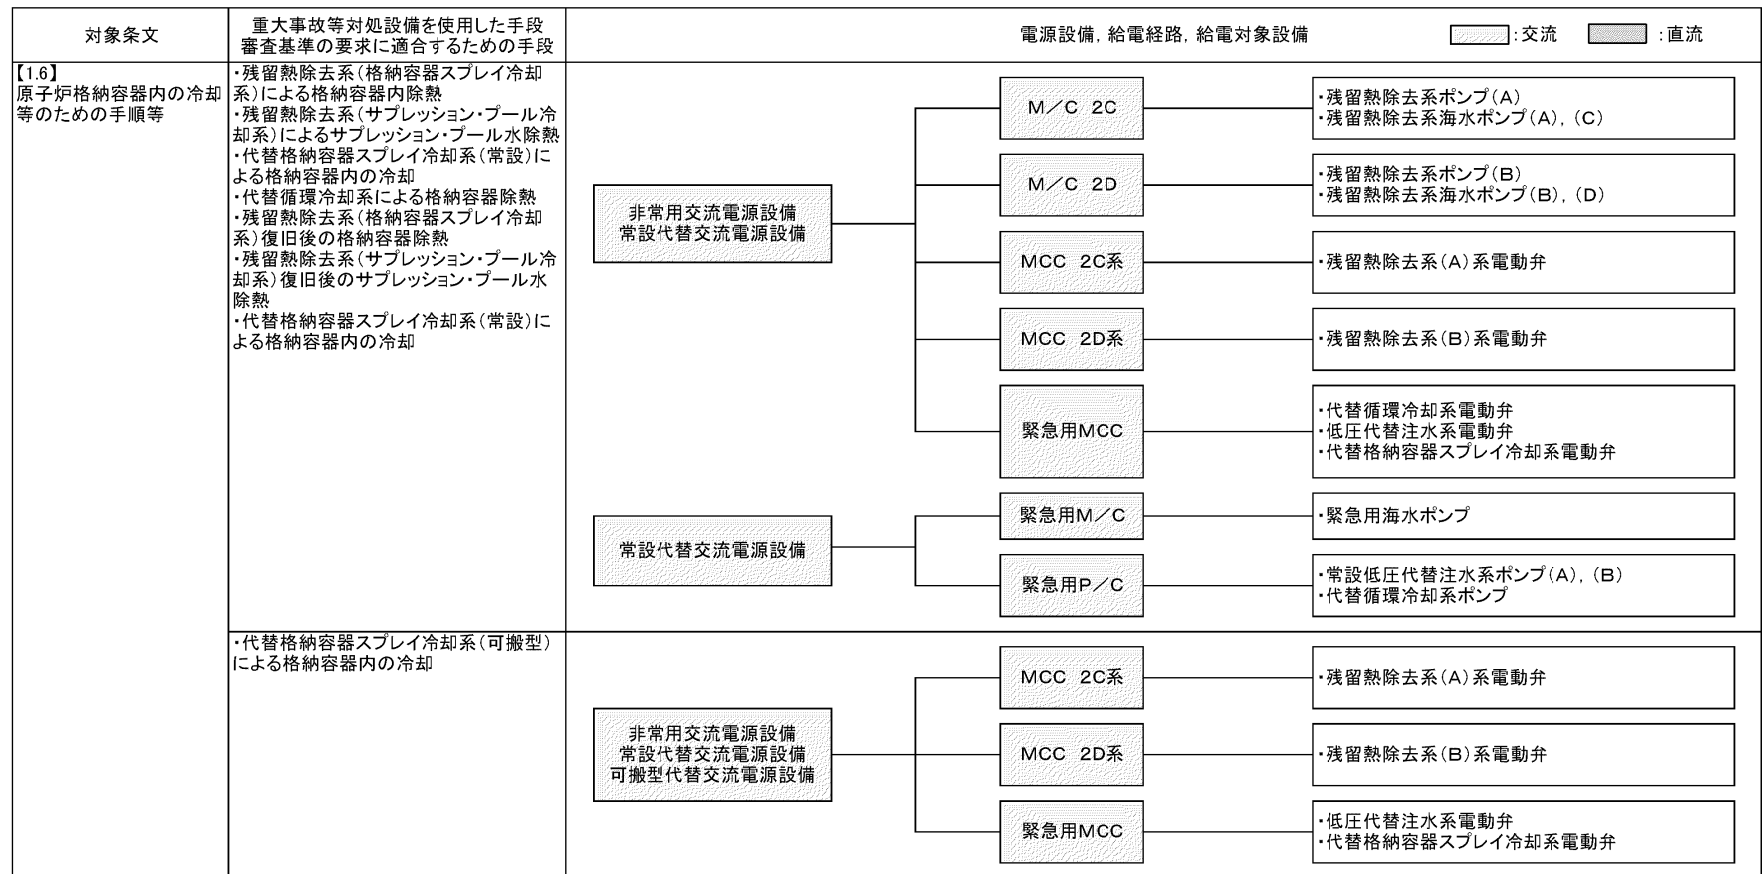 対象条文
重大事故等対処設備を使用した手段
審査基準の要求に適合するための手段
電源設備，給電経路，給電対象設備
：交流
：直流
【1.6】
原子炉格納容器内の冷却
等のための手順等
・残留熱除去系（格納容器スプレイ冷却
系）による格納容器内除熱
・残留熱除去系（サプレッション・プール冷
却系）によるサプレッション・プール水除熱
・代替格納容器スプレイ冷却系（常設）に
よる格納容器内の冷却
・代替循環冷却系による格納容器除熱
・残留熱除去系（格納容器スプレイ冷却
系）復旧後の格納容器除熱
・残留熱除去系（サプレッション・プール冷
却系）復旧後のサプレッション・プール水
除熱
・代替格納容器スプレイ冷却系（常設）に
よる格納容器内の冷却
非常用交流電源設備
常設代替交流電源設備
M／C 2C
・残留熱除去系ポンプ（A）
・残留熱除去系海水ポンプ（A），（C）
M／C 2D
・残留熱除去系ポンプ（B）
・残留熱除去系海水ポンプ（B），（D）
MCC 2C系
・残留熱除去系（A）系電動弁
MCC 2D系
・残留熱除去系（B）系電動弁
緊急用MCC
・代替循環冷却系電動弁
・低圧代替注水系電動弁
・代替格納容器スプレイ冷却系電動弁
常設代替交流電源設備
緊急用M／C
・緊急用海水ポンプ
緊急用P／C
・常設低圧代替注水系ポンプ（A），（B）
・代替循環冷却系ポンプ
・代替格納容器スプレイ冷却系（可搬型）
による格納容器内の冷却
非常用交流電源設備
常設代替交流電源設備
可搬型代替交流電源設備
MCC 2C系
・残留熱除去系（A）系電動弁
MCC 2D系
・残留熱除去系（B）系電動弁
緊急用MCC
・低圧代替注水系電動弁
・代替格納容器スプレイ冷却系電動弁